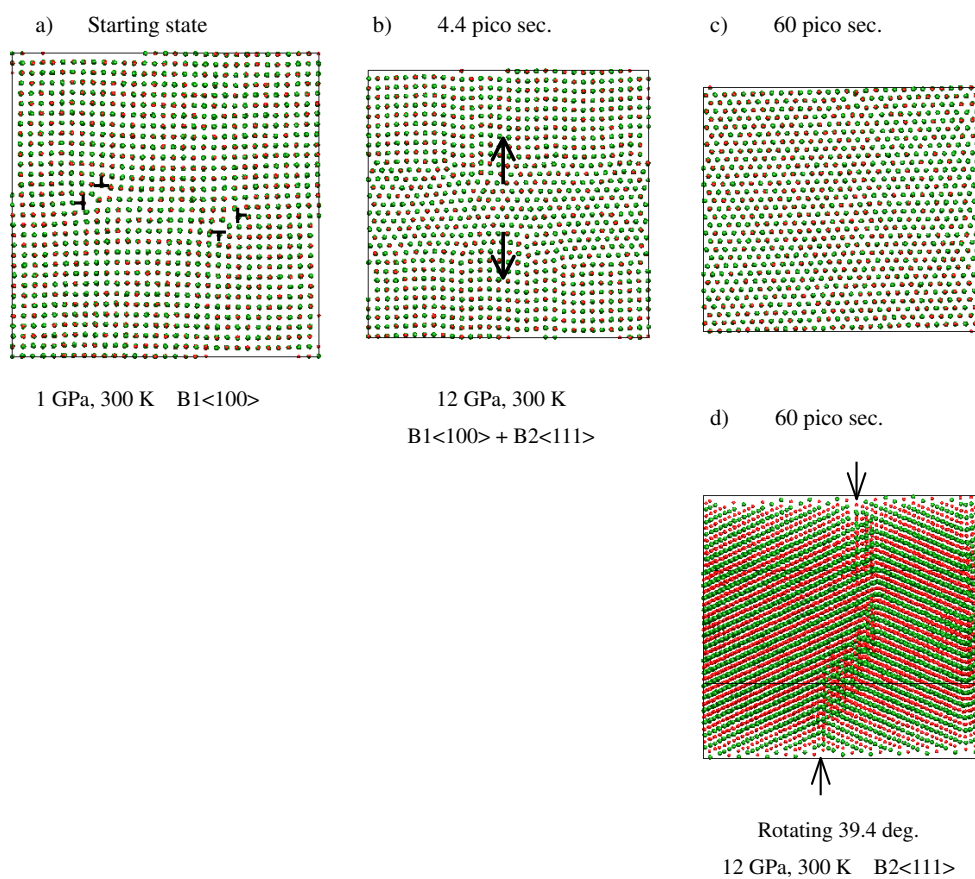 a) Starting state
b) 4.4 pico sec.
c) 60 pico sec.
1 GPa, 300 K B1<100>
12 GPa, 300 K
B1<100> + B2<111>
d) 60 pico sec.
Rotating 39.4 deg.
12 GPa, 300 K B2<111>